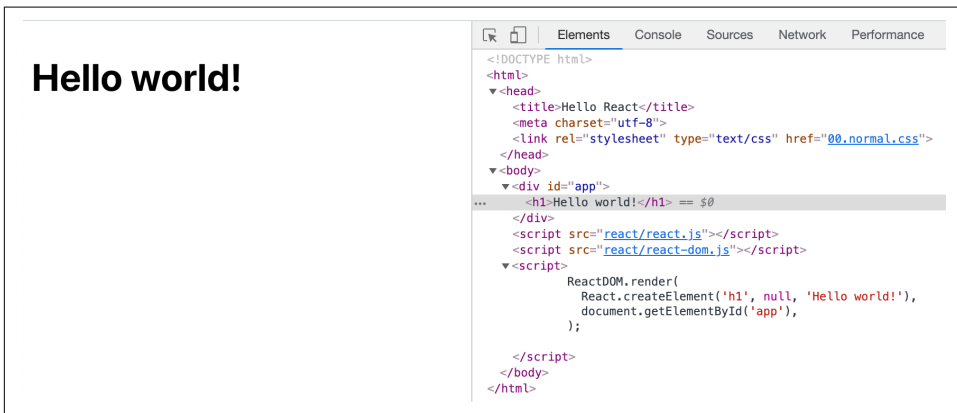 Hello world!
Elements Console Sources Network Performance
<!DOCTYPE html>
<html>
▼<head>
<title>Hello React</title>
<meta charset="utf-8">
<link rel="stylesheet" type="text/css" href="00.normal.css">
</head>
▼<body>
▼<div id="app">
… <h1>Hello world!</h1> == $0
</div>
<script src="react/react.js"></script>
<script src="react/react-dom.js"></script>
▼<script>
ReactDOM.render(
React.createElement('h1', null, 'Hello world!'),
document.getElementById('app'),
);
</script>
</body>
</html>